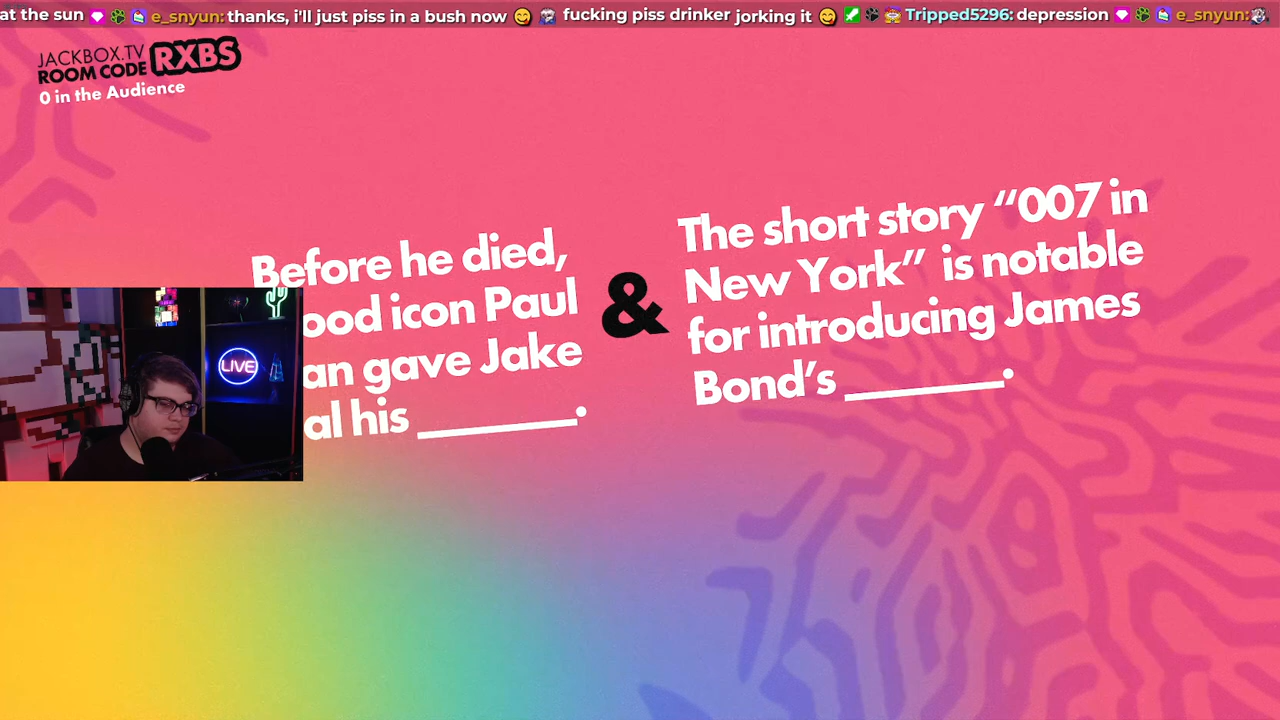 at the sun e_snyun: thanks, i'll just piss in a bush now fucking piss drinker jorking it Tripped5296: depression e_snyun:
JACKBOX.TV
ROOM CODE RXBS
0 in the Audience
Before he died,
ood icon Paul
an gave Jake
al his ______.
&
The short story “007 in
New York” is notable
for introducing James
Bond’s ______.
LIVE